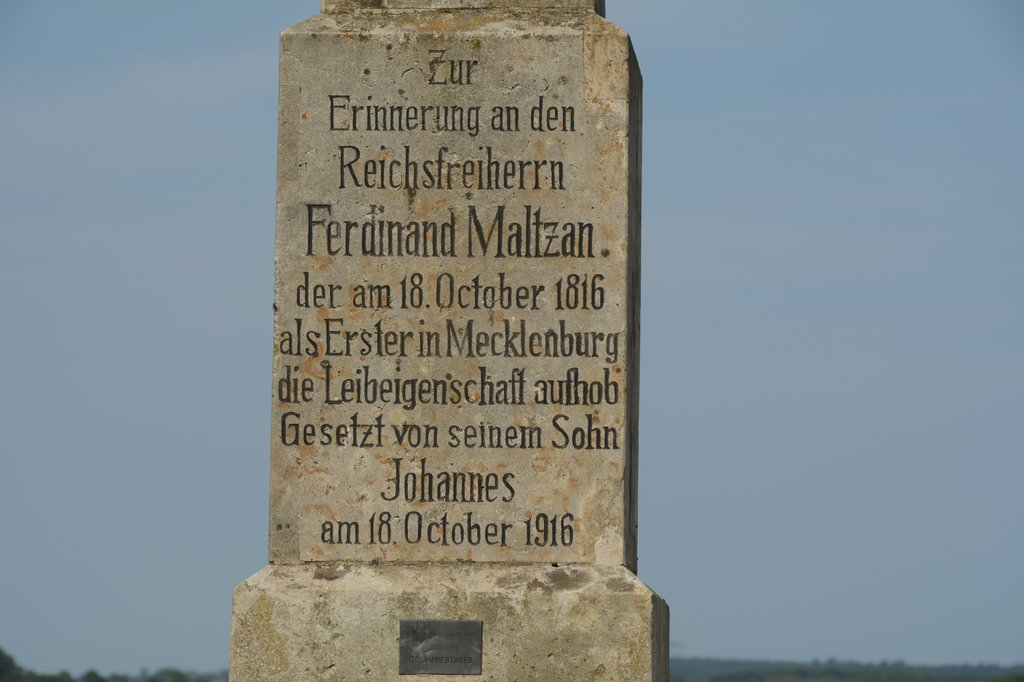 Zur
Erinnerung an den
Reichsfreiherrn
Ferdinand Maltzan.
der am 18. October 1816
als Erster in Mecklenburg
die Leibeigenschaft aufhob
Gesetzt von seinem Sohn
Johannes
am 18. October 1916